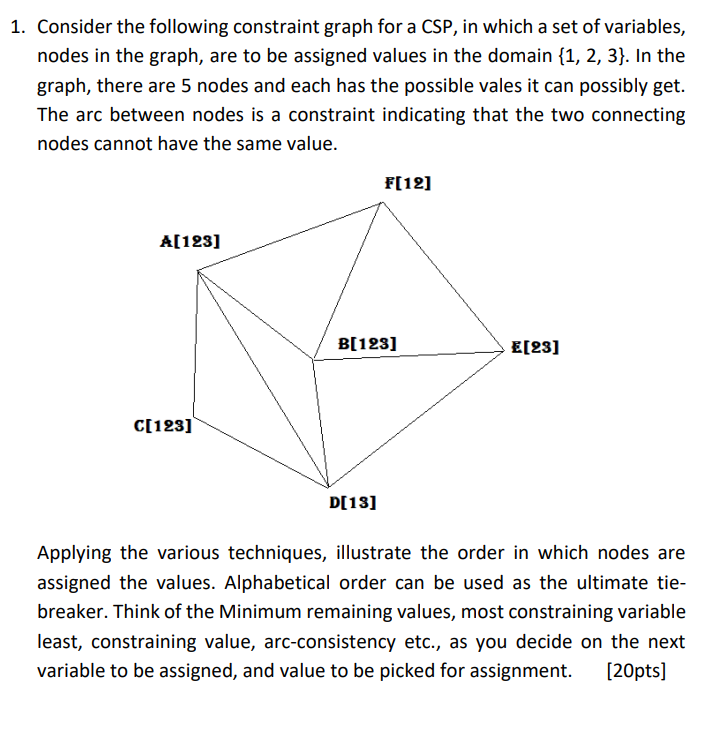 1. Consider the following constraint graph for a CSP, in which a set of variables,
nodes in the graph, are to be assigned values in the domain {1, 2, 3}. In the
graph, there are 5 nodes and each has the possible vales it can possibly get.
The arc between nodes is a constraint indicating that the two connecting
nodes cannot have the same value.
F[12]
A[123]
B[123]
E[23]
C[123]
D[13]
Applying the various techniques, illustrate the order in which nodes are
assigned the values. Alphabetical order can be used as the ultimate tie-
breaker. Think of the Minimum remaining values, most constraining variable
least, constraining value, arc-consistency etc., as you decide on the next
variable to be assigned, and value to be picked for assignment. [20pts]